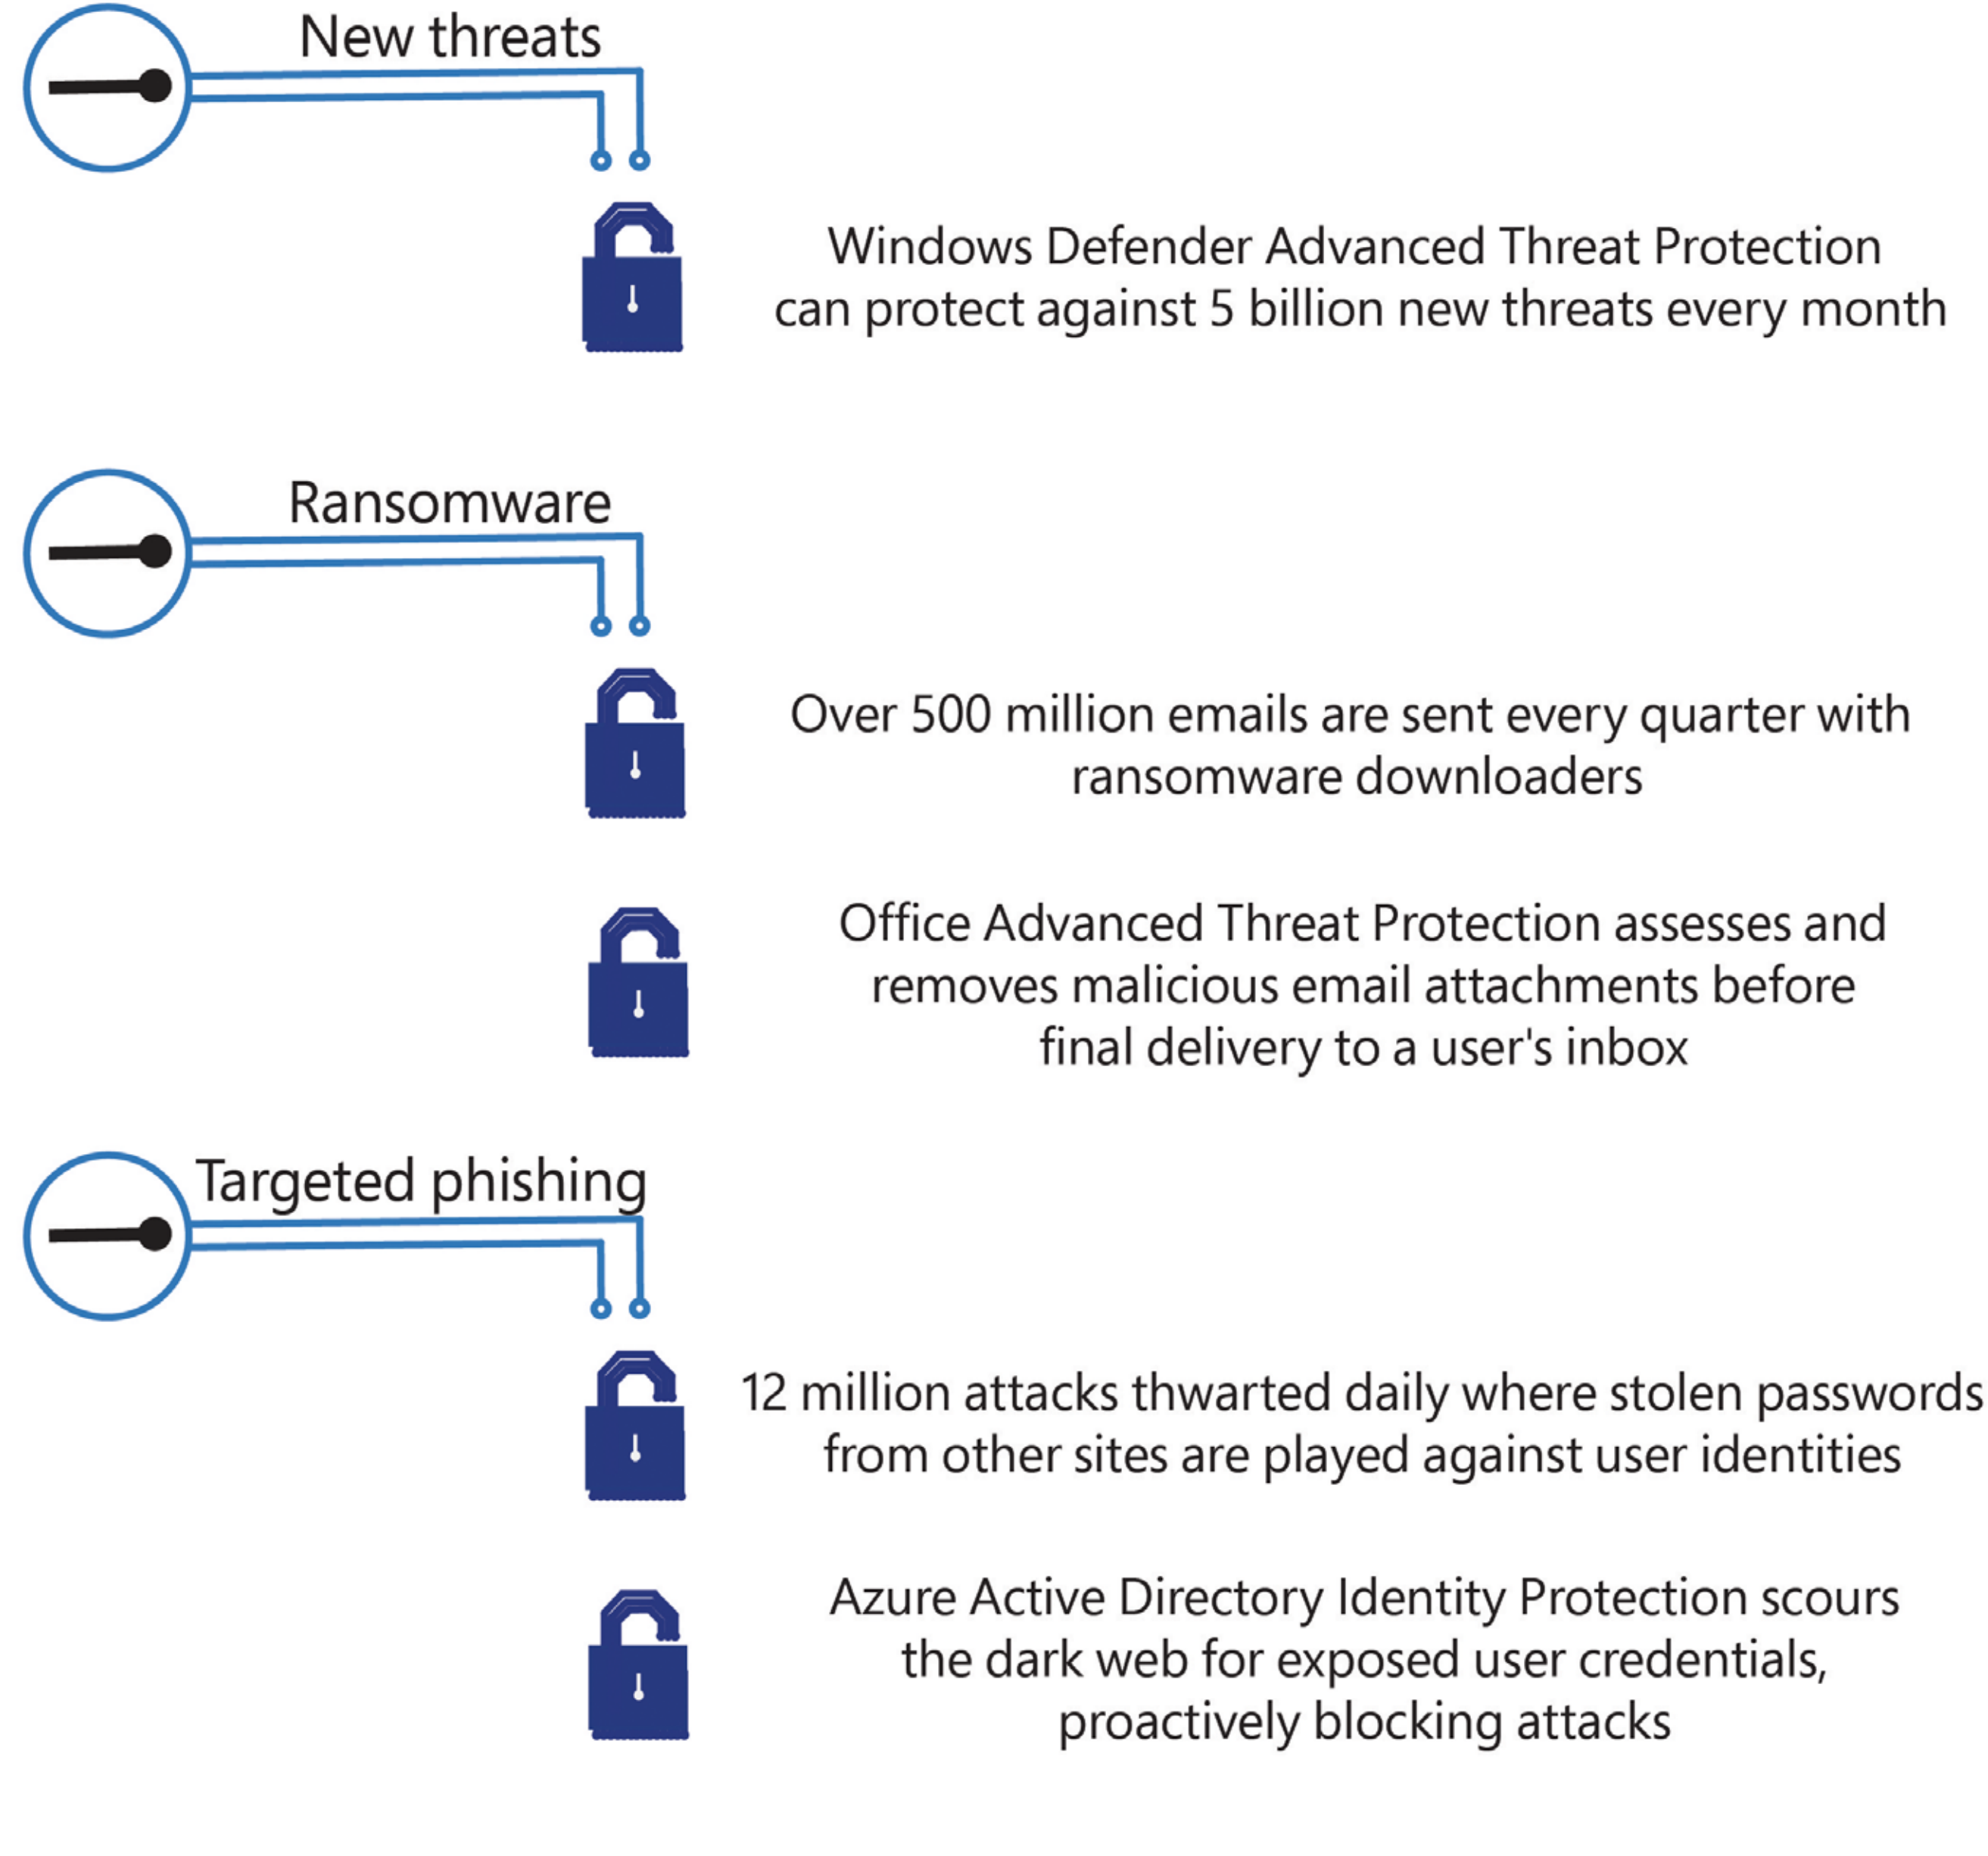 New threats
Windows Defender Advanced Threat Protection
can protect against 5 billion new threats every month
Ransomware
Over 500 million emails are sent every quarter with
ransomware downloaders
Office Advanced Threat Protection assesses and
removes malicious email attachments before
final delivery to a user's inbox
Targeted phishing
12 million attacks thwarted daily where stolen passwords
from other sites are played against user identities
Azure Active Directory Identity Protection scours
the dark web for exposed user credentials,
proactively blocking attacks